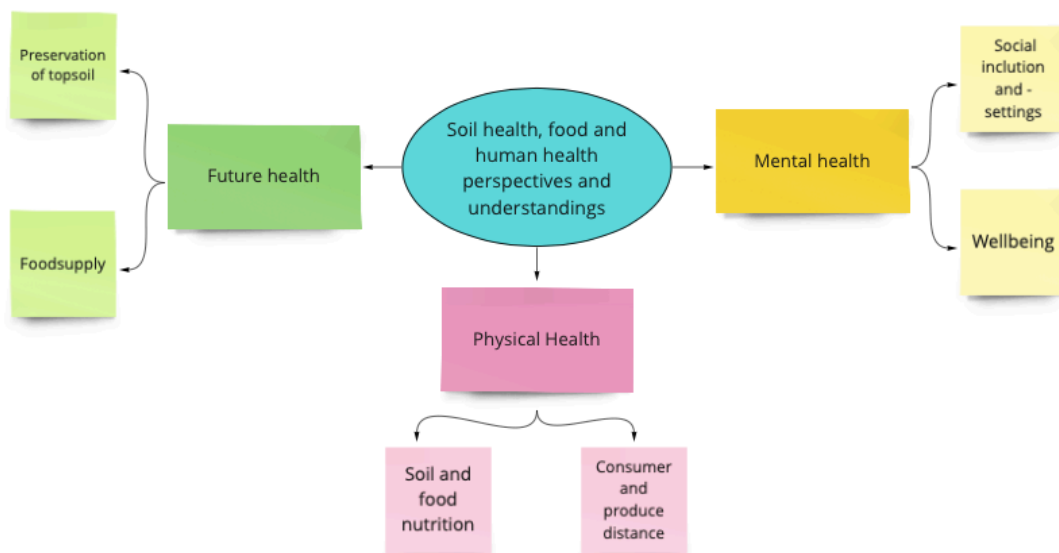 Preservation
of topsoil
Future health
Foodsupply
Soil health, food and
human health
perspectives and
understandings
Mental health
Social
inclution
and -
settings
Wellbeing
Physical Health
Soil and
food
nutrition
Consumer
and
produce
distance